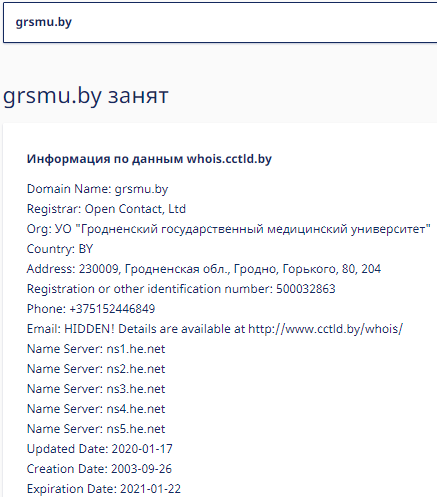 grsmu.by
grsmu.by занят
Информация по данным whois.cctld.by
Domain Name: grsmu.by
Registrar: Open Contact, Ltd
Org: УО "Гродненский государственный медицинский университет"
Country: BY
Address: 230009, Гродненская обл., Гродно, Горького, 80, 204
Registration or other identification number: 500032863
Phone: +375152446849
Email: HIDDEN! Details are available at http://www.cctld.by/whois/
Name Server: ns1.he.net
Name Server: ns2.he.net
Name Server: ns3.he.net
Name Server: ns4.he.net
Name Server: ns5.he.net
Updated Date: 2020-01-17
Creation Date: 2003-09-26
Expiration Date: 2021-01-22